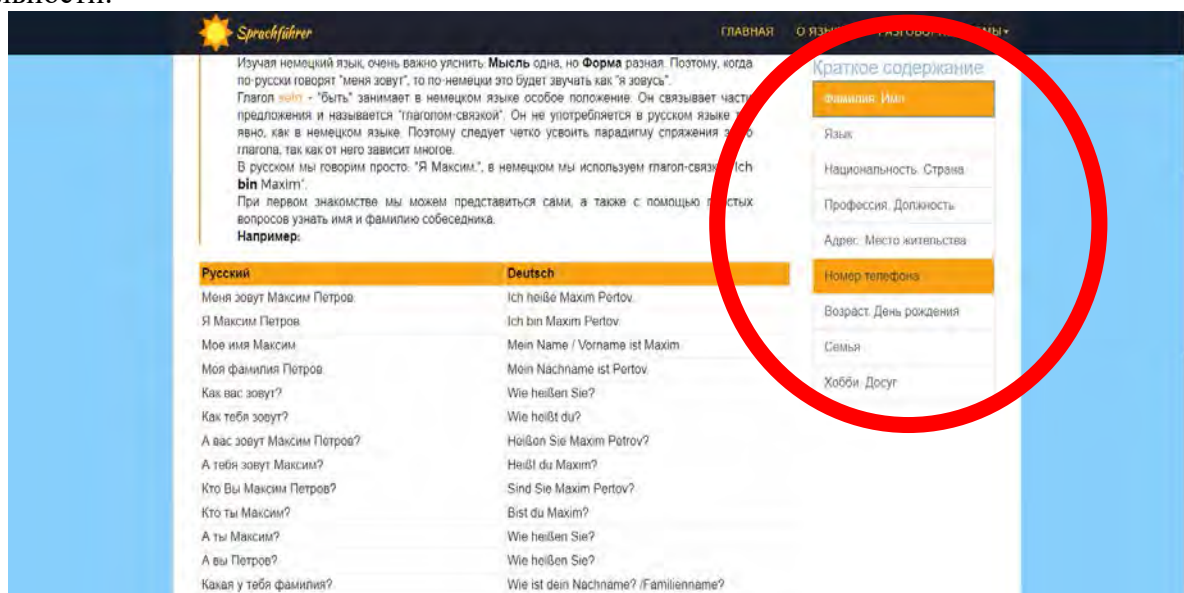 Sprachführer ГЛАВНАЯ
Изучая немецкий язык, очень важно уяснить: Мысль одна, но Форма разная. Поэтому, когда
по-русски говорят "меня зовут", то по-немецки это будет звучать как "я зовусь".
Глагол sein - "быть" занимает в немецком языке особое положение. Он связывает части
предложения и называется "глаголом-связкой". Он не употребляется в русском языке
явно, как в немецком языке. Поэтому следует четко усвоить парадигму спряжения
глагола, так как от него зависит многое.
В русском мы говорим просто: "Я Максим.", в немецком мы используем Ich
bin Maxim".
При первом знакомстве мы можем представиться сами, а также с помощью
вопросов узнать имя и фамилию собеседника.
Например:
Русский Deutsch
Меня зовут Максим Петров. Ich heiße Maxim Pertov.
Я Максим Петров. Ich bin Maxim Pertov.
Мое имя Максим. Mein Name / Vorname ist Maxim.
Моя фамилия Петров. Mein Nachname ist Pertov.
Как вас зовут? Wie heißen Sie?
Как тебя зовут? Wie heißt du?
А вас зовут Максим Петров? Heißen Sie Maxim Petrov?
А тебя зовут Максим? Heißt du Maxim?
Кто Вы Максим Петров? Sind Sie Maxim Pertov?
Кто ты Максим? Bist du Maxim?
А ты Максим? Wie heißen Sie?
А вы Петров? Wie heißen Sie?
Какая у тебя фамилия? Wie ist dein Nachname? /Familienname?
Краткое содержание
Фамилия. Имя
Язык
Национальность. Страна
Профессия. Должность
Адрес. Место жительства
Номер телефона
Возраст. День рождения
Семья
Хобби. Досуг